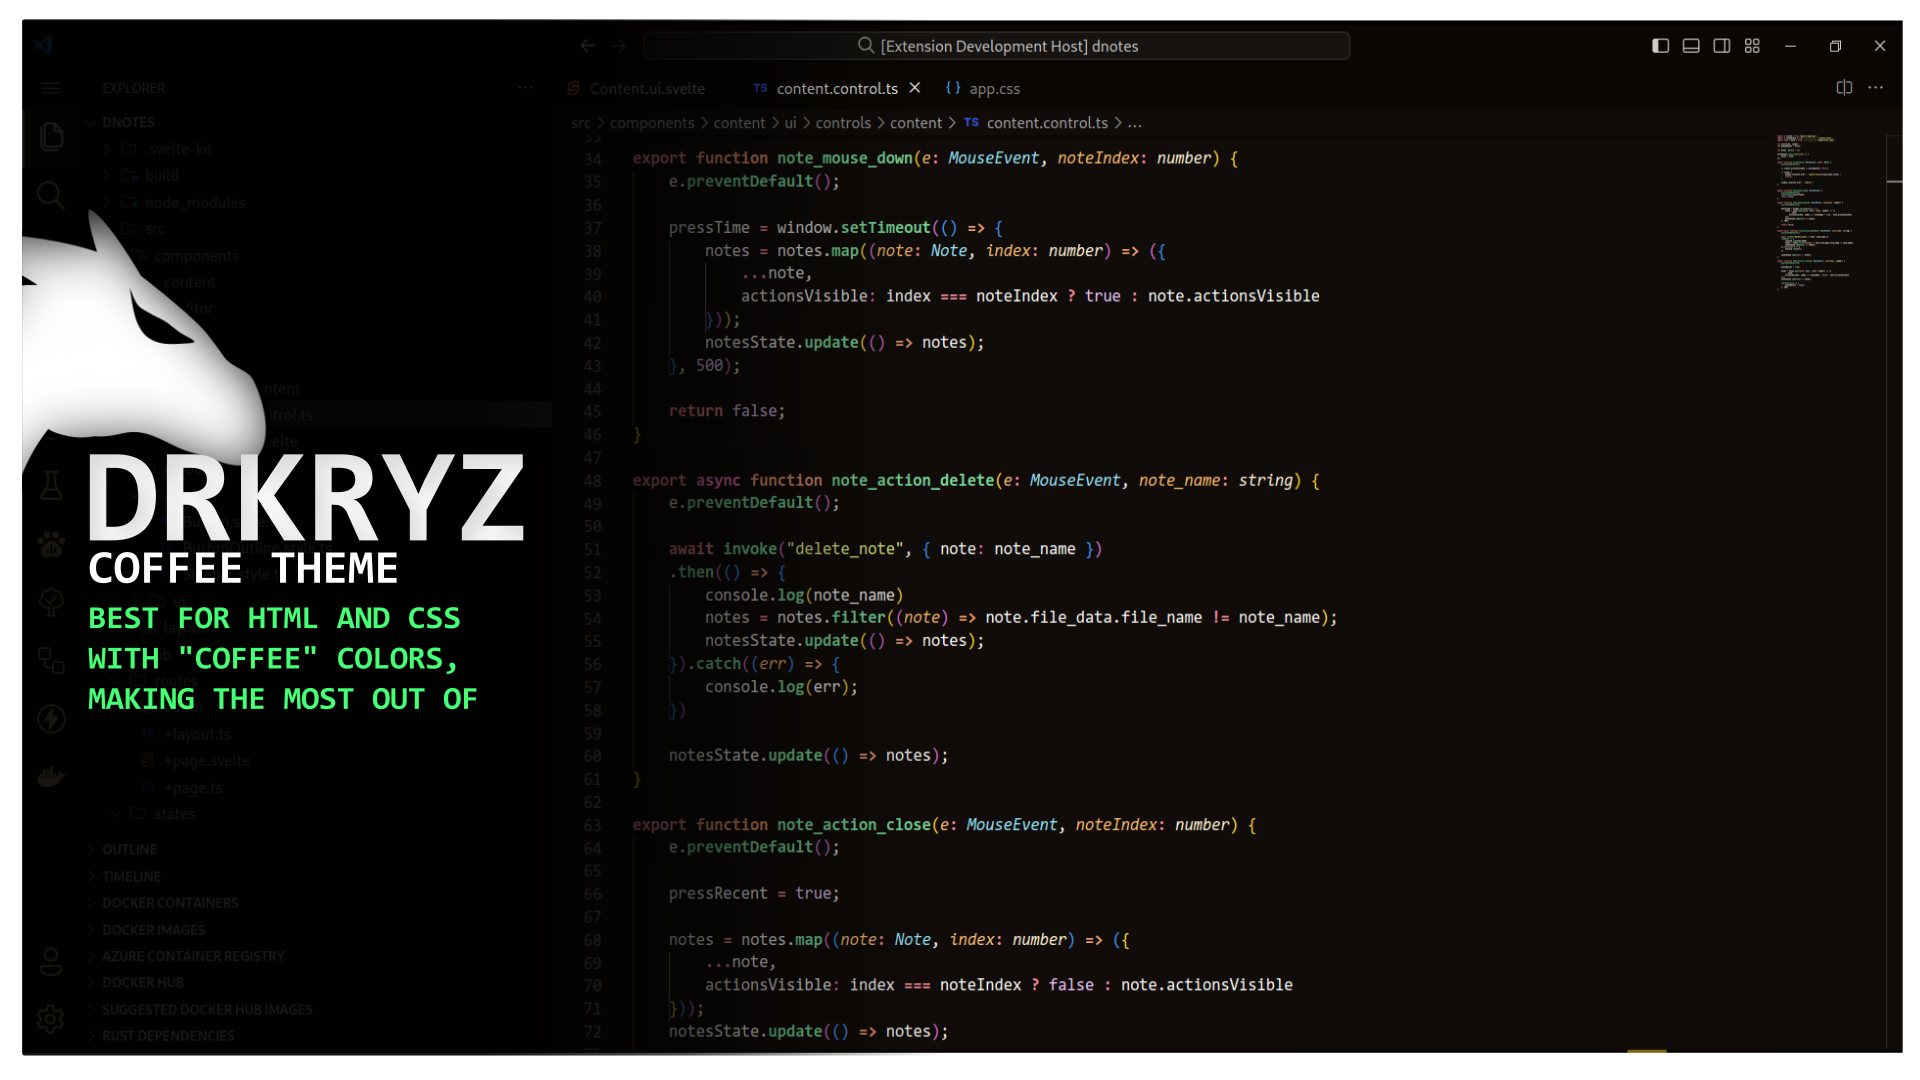 [Extension Development Host] dnotes
EXPLORER
Content.ui.svelte
TS content.control.ts
{} app.css
DNOTES
src > components > content > ui > controls > content > TS content.control.ts > ...
.svelte-kit
build
node_modules
src
components
content
DRKRYZ
COFFEE THEME
BEST FOR HTML AND CSS
WITH "COFFEE" COLORS,
MAKING THE MOST OUT OF
routes
TS +layout.ts
+page.svelte
TS +page.ts
states
OUTLINE
TIMELINE
DOCKER CONTAINERS
DOCKER IMAGES
AZURE CONTAINER REGISTRY
DOCKER HUB
SUGGESTED DOCKER HUB IMAGES
RUST DEPENDENCIES
33
34 export function note_mouse_down(e: MouseEvent, noteIndex: number) {
35 e.preventDefault();
36
37 pressTime = window.setTimeout(() => {
38 notes = notes.map((note: Note, index: number) => ({
39 ...note,
40 actionsVisible: index === noteIndex ? true : note.actionsVisible
41 }));
42 notesState.update(() => notes);
43 }, 500);
44
45 return false;
46 }
47
48 export async function note_action_delete(e: MouseEvent, note_name: string) {
49 e.preventDefault();
50
51 await invoke("delete_note", { note: note_name })
52 .then(() => {
53 console.log(note_name)
54 notes = notes.filter((note) => note.file_data.file_name != note_name);
55 notesState.update(() => notes);
56 }).catch((err) => {
57 console.log(err);
58 })
59
60 notesState.update(() => notes);
61 }
62
63 export function note_action_close(e: MouseEvent, noteIndex: number) {
64 e.preventDefault();
65
66 pressRecent = true;
67
68 notes = notes.map((note: Note, index: number) => ({
69 ...note,
70 actionsVisible: index === noteIndex ? false : note.actionsVisible
71 }));
72 notesState.update(() => notes);